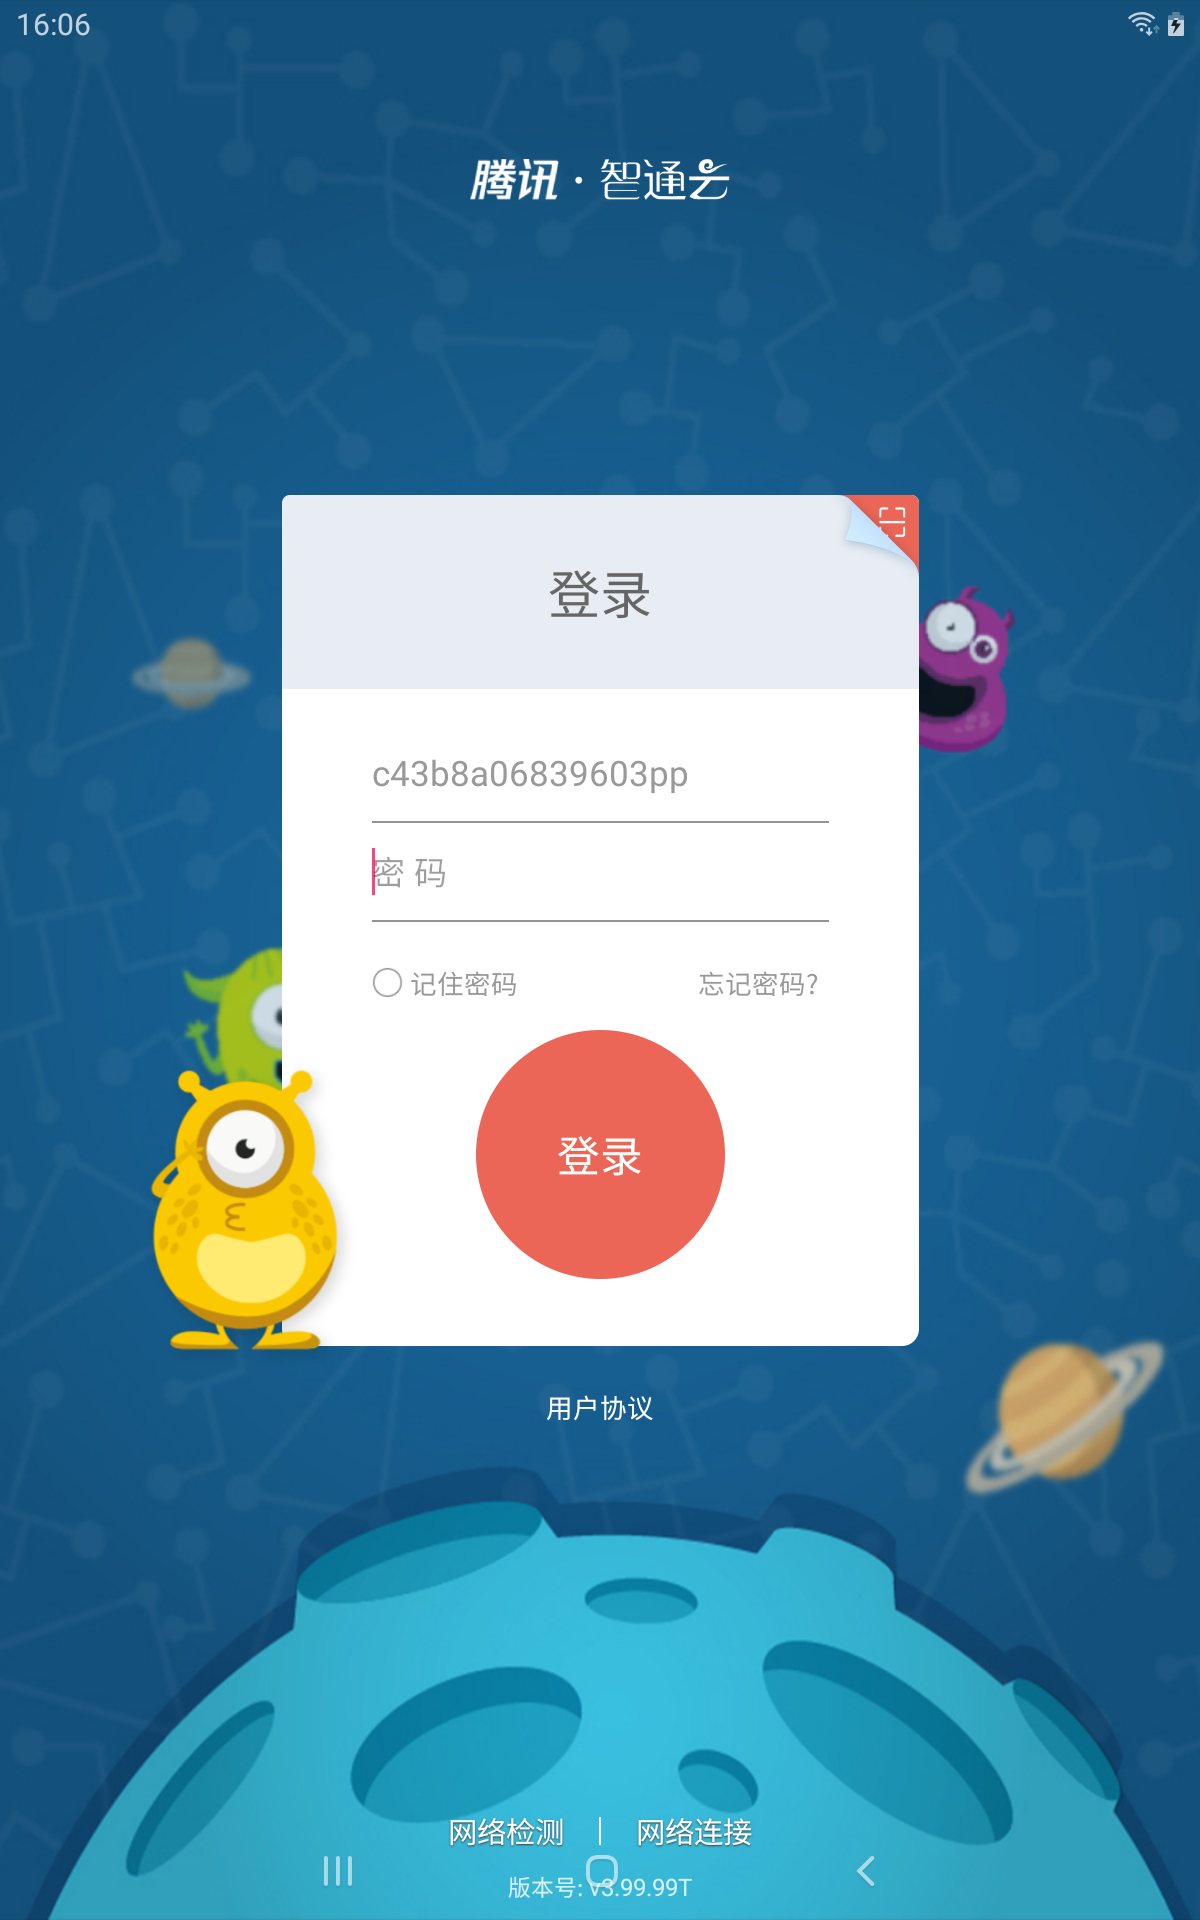 16:06
腾讯·智通云
登录
c43b8a06839603pp
密 码
记住密码 忘记密码?
登录
用户协议
网络检测 | 网络连接
版本号: v3.99.99T